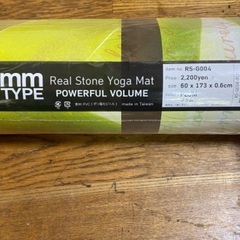 mm
TYPE
Real Stone Yoga Mat
POWERFUL VOLUME
made in Taiwan
RS-G004
Price
2,200yen
size
60 x 173 x 0.6cm